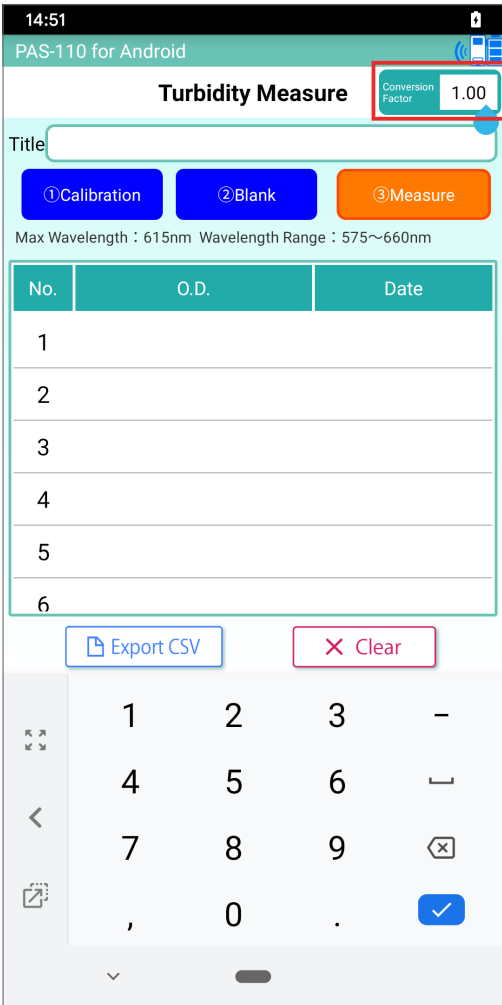 14:51
PAS-110 for Android
Turbidity Measure
Conversion
Factor
1.00
Title
①Calibration
②Blank
③Measure
Max Wavelength：615nm Wavelength Range：575～660nm
No. O.D. Date
1
2
3
4
5
6
Export CSV
Clear
1 2 3 −
4 5 6
7 8 9
, 0 .